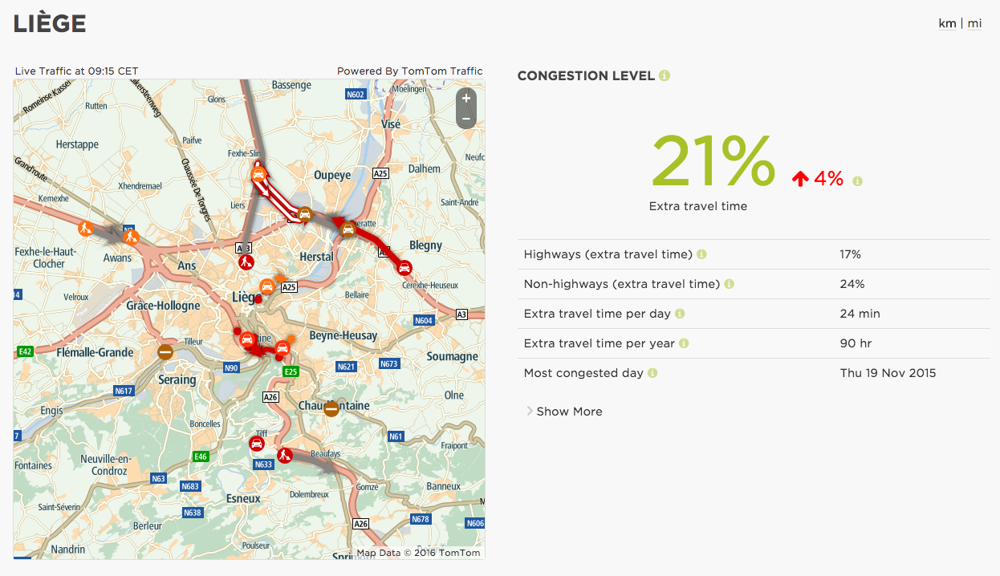 LIÈGE
km | mi
Live Traffic at 09:15 CET
Powered By TomTom Traffic
+
−
Bassenge
Moelingen
Romeinse Kassei
Glons
N602
Rutten
Visé
Herstappe
Paifve
Fexhe-Slin
Chaussée De Tongres
Oupeye
A25
Dalhem
Grand'route
Xhendremael
Kemexhe
Liers
Saint-André
Fexhe-le-Haut-
Clocher
Awans
Blegny
Herstal
Ans
Cerexhe-Heuseux
A25
Velroux
Liège
Bellaire
Grâce-Hollogne
A3
N604
Beyne-Heusay
Tilleur
E42
Flémalle-Grande
Soumagne
N90
E25
N621
N673
Seraing
N617
A26
Olne
Engis
Boncelles
Tilff
N61
Fraipont
E46
Beaufays
Fontaines
Neuville-en-
Condroz
N633
N63
N683
Gomzé
Banneux
Esneux
Dolembreux
Saint-Séverin
N638
N678
N606
Berleur
A26
Poulseur
Nandrin
Map Data © 2016 TomTom
CONGESTION LEVEL
21%
4%
Extra travel time
Highways (extra travel time) 17%
Non-highways (extra travel time) 24%
Extra travel time per day 24 min
Extra travel time per year 90 hr
Most congested day Thu 19 Nov 2015
Show More